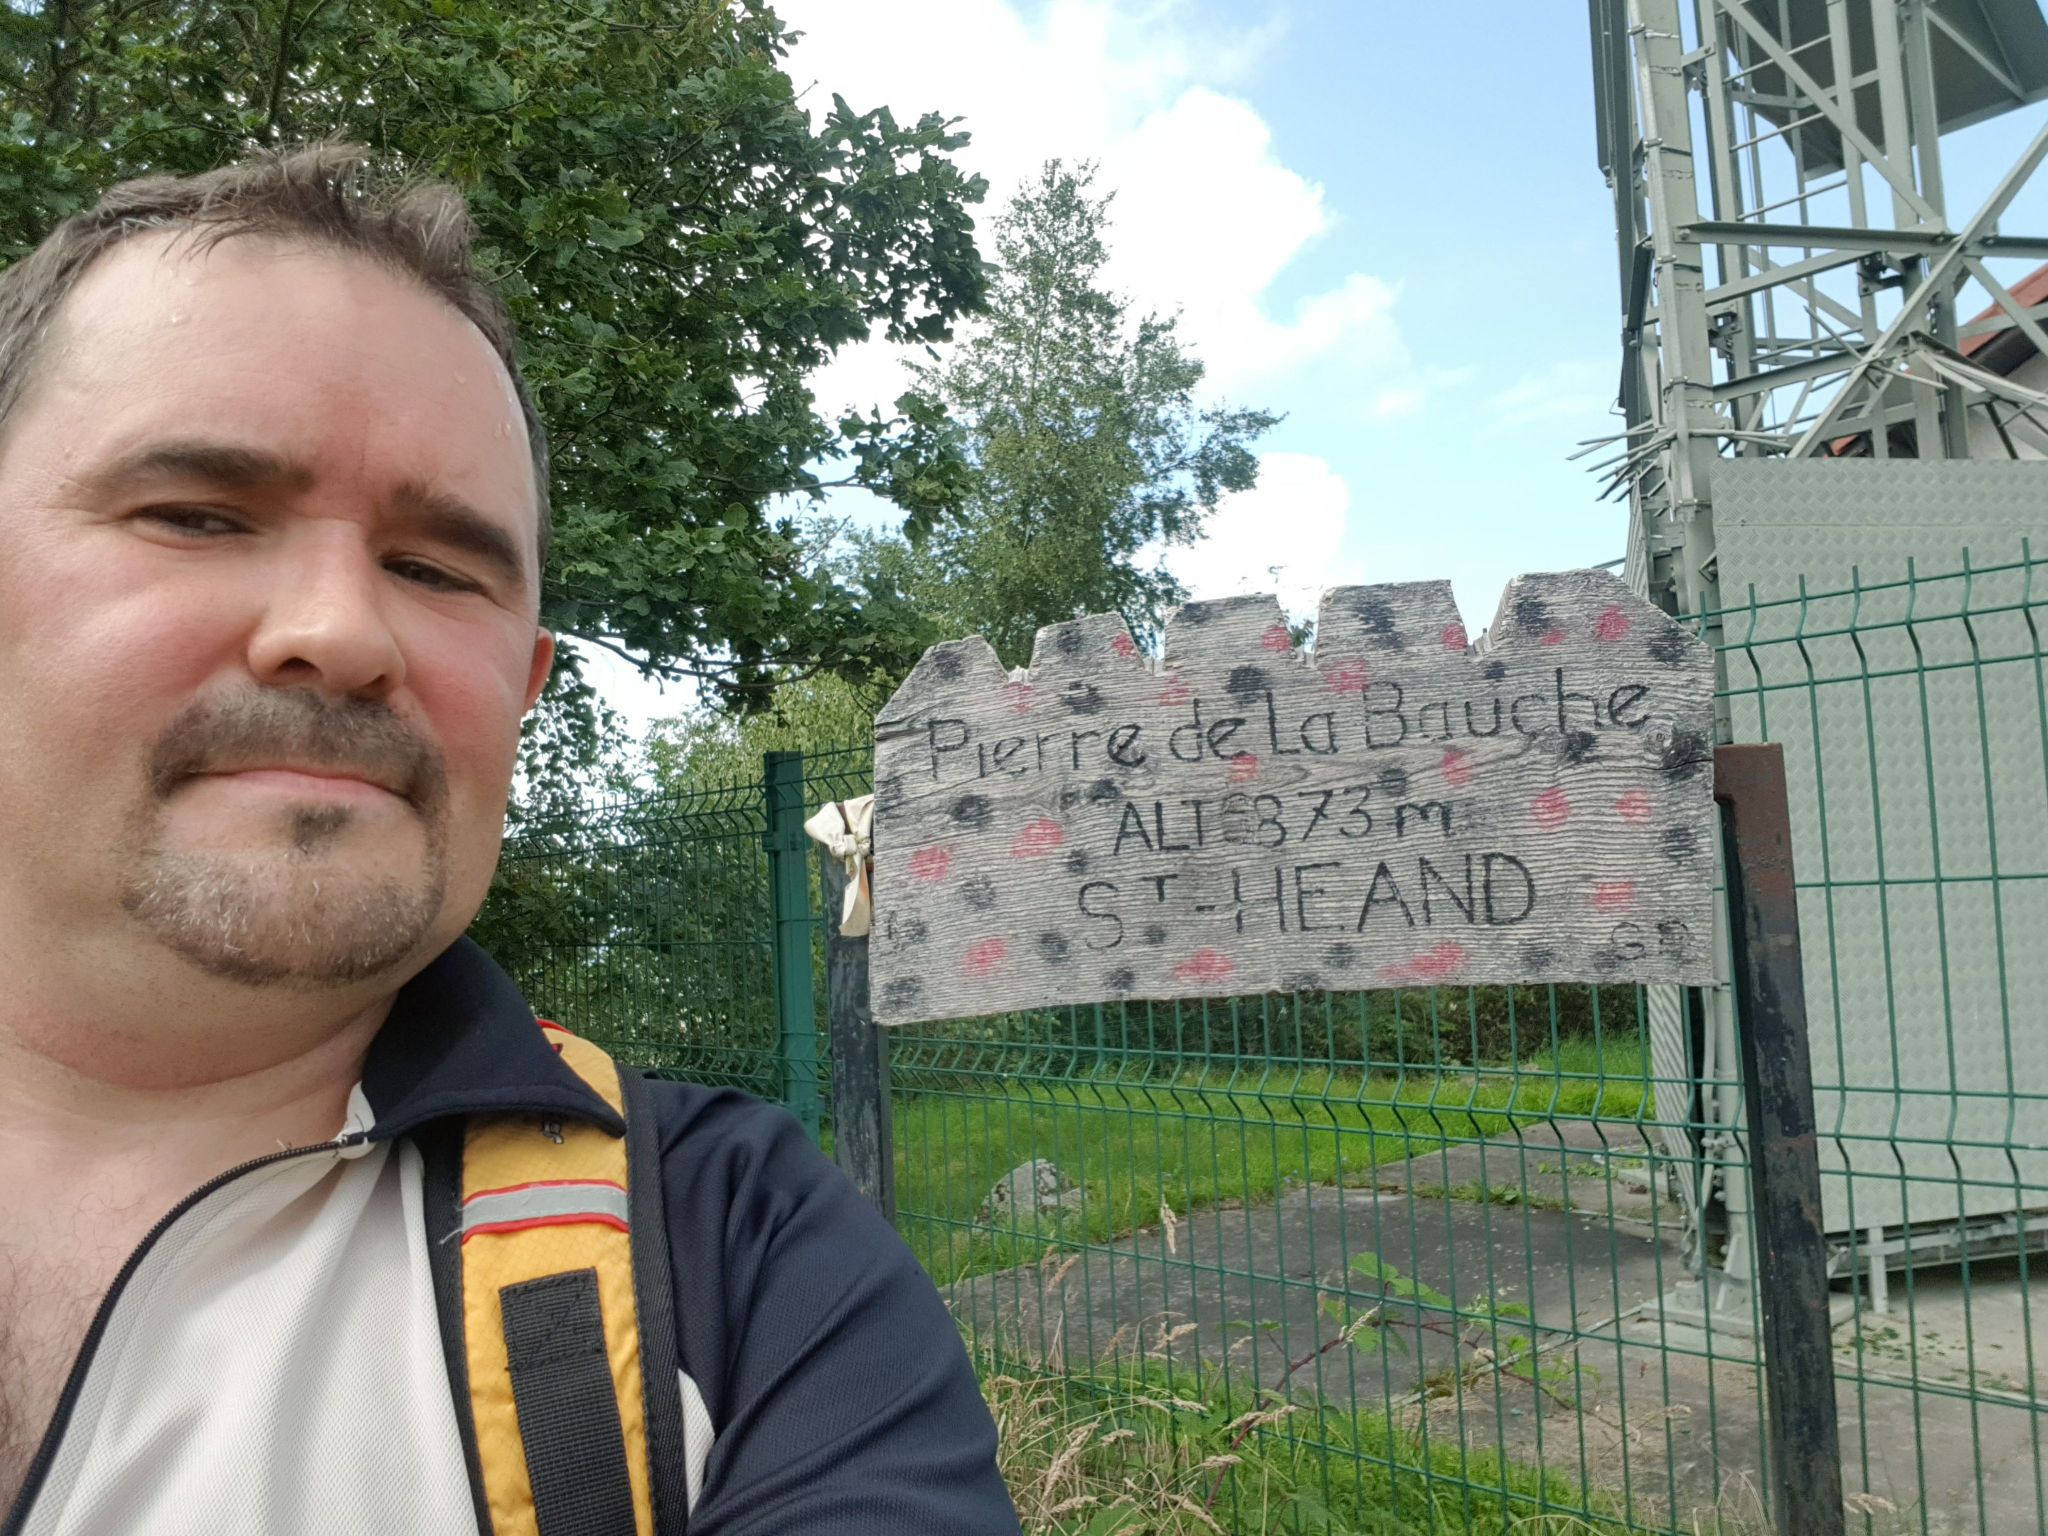 Pierre de La Bauche
ALT 873 m
ST-HEAND